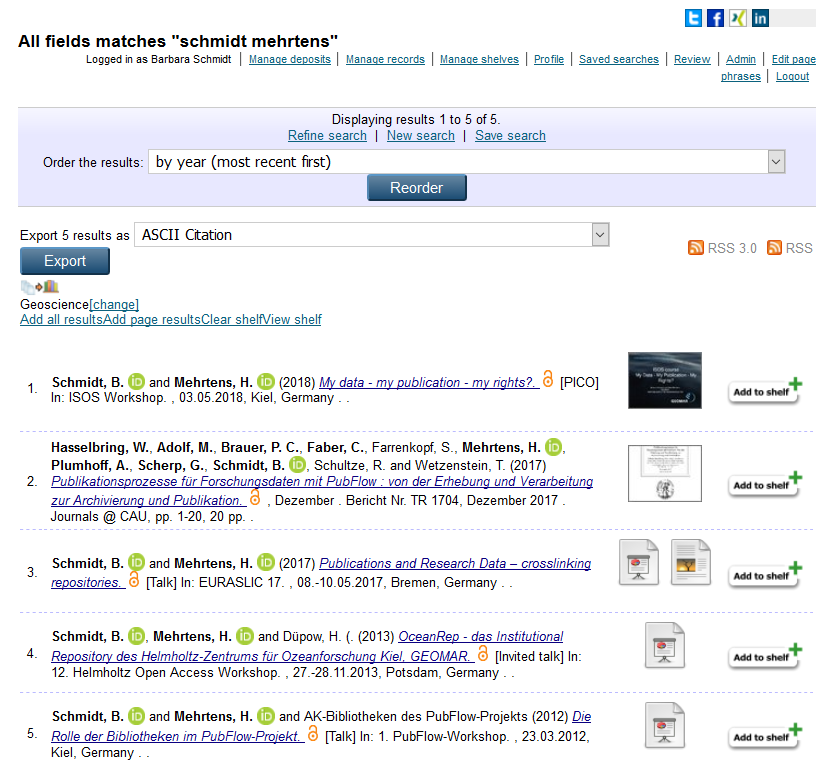 All fields matches "schmidt mehrtens"
Logged in as Barbara Schmidt | Manage deposits | Manage records | Manage shelves | Profile | Saved searches | Review | Admin | Edit page
phrases | Logout
Displaying results 1 to 5 of 5.
Refine search | New search | Save search
Order the results: by year (most recent first)
Reorder
Export 5 results as ASCII Citation
RSS 3.0 RSS
Export
Geoscience[change]
Add all resultsAdd page resultsClear shelfView shelf
1. Schmidt, B. iD and Mehrtens, H. iD (2018) My data - my publication - my rights?. [PICO]
In: ISOS Workshop. , 03.05.2018, Kiel, Germany . .
Add to shelf
Hasselbring, W., Adolf, M., Brauer, P. C., Faber, C., Farrenkopf, S., Mehrtens, H. iD,
Plumhoff, A., Scherp, G., Schmidt, B. iD, Schultze, R. and Wetzenstein, T. (2017)
2. Publikationsprozesse für Forschungsdaten mit PubFlow : von der Erhebung und Verarbeitung
zur Archivierung und Publikation. , Dezember . Bericht Nr. TR 1704, Dezember 2017 .
Journals @ CAU, pp. 1-20, 20 pp. .
Add to shelf
3. Schmidt, B. iD and Mehrtens, H. iD (2017) Publications and Research Data – crosslinking
repositories. [Talk] In: EURASLIC 17. , 08.-10.05.2017, Bremen, Germany . .
Add to shelf
Schmidt, B. iD, Mehrtens, H. iD and Düpow, H. (. (2013) OceanRep - das Institutional
4. Repository des Helmholtz-Zentrums für Ozeanforschung Kiel, GEOMAR. [Invited talk] In:
12. Helmholtz Open Access Workshop. , 27.-28.11.2013, Potsdam, Germany . .
Add to shelf
Schmidt, B. iD and Mehrtens, H. iD and AK-Bibliotheken des PubFlow-Projekts (2012) Die
5. Rolle der Bibliotheken im PubFlow-Projekt. [Talk] In: 1. PubFlow-Workshop. , 23.03.2012,
Kiel, Germany . .
Add to shelf